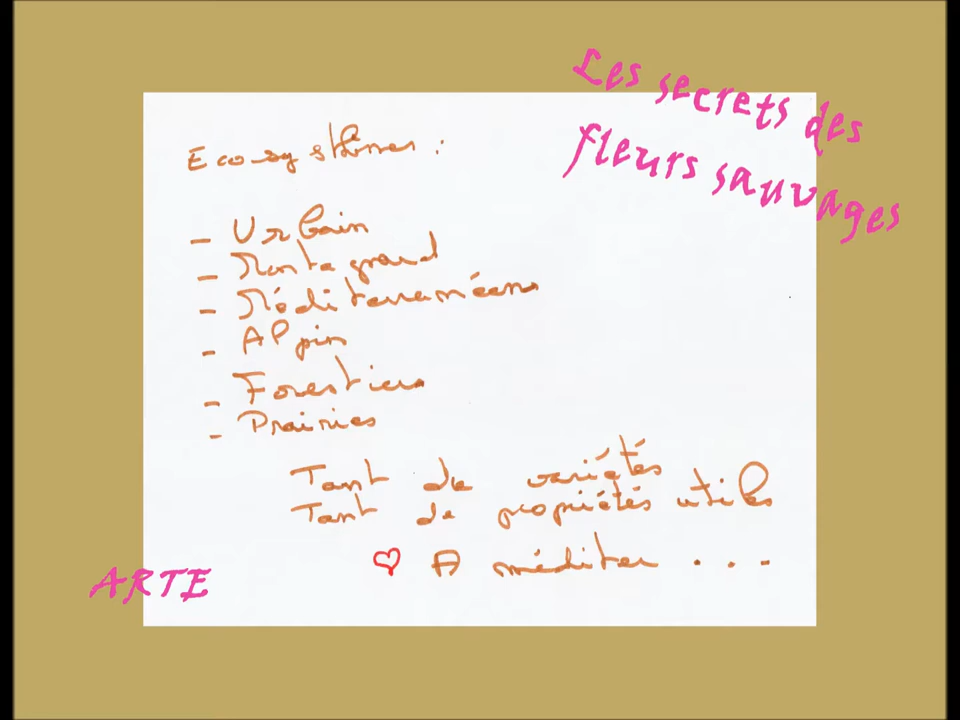 Les secrets des
fleurs sauvages
Ecosystèmes :
- Urbain
- Montagnard
- Méditerranéens
- Alpin
- Forestiers
- Prairies
Tant de variétés
Tant de propriétés utiles
♡ A méditer ...
ARTE